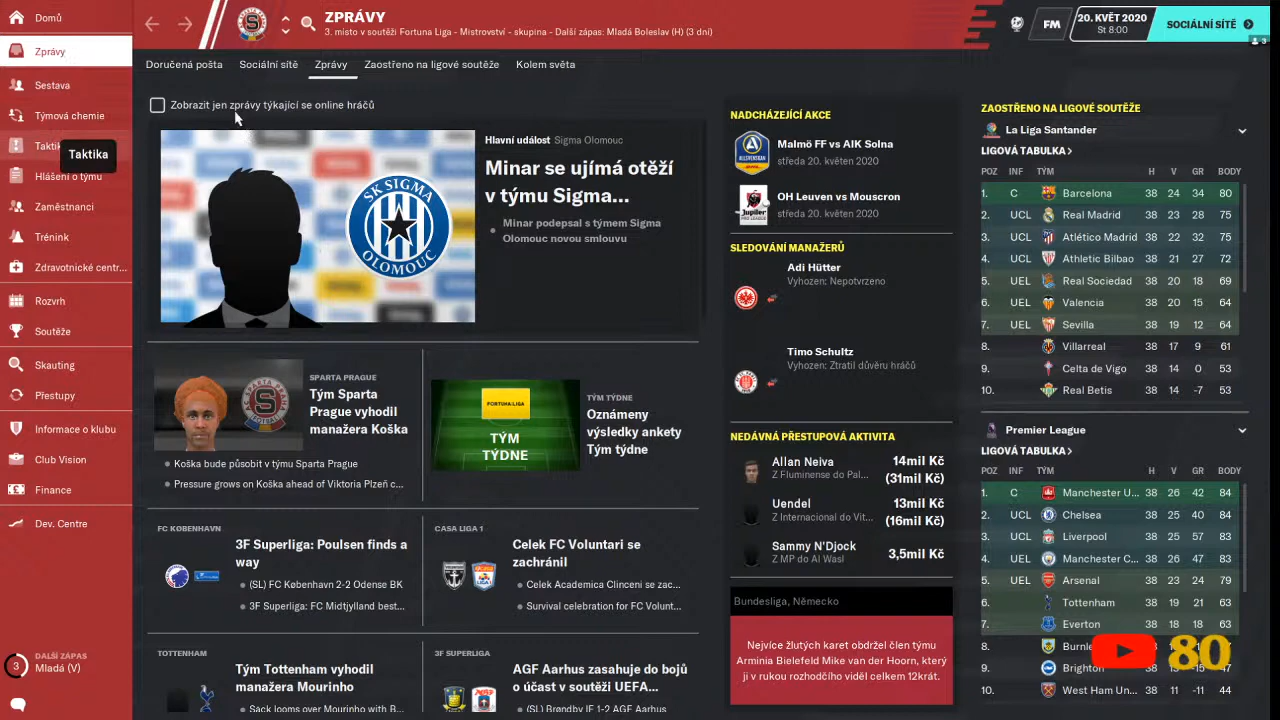 Domů
Zprávy
Sestava
Týmová chemie
Taktik
Taktika
Hlášení o týmu
Zaměstnanci
Trénink
Zdravotnické centr...
Rozvrh
Soutěže
Skauting
Přestupy
Informace o klubu
Club Vision
Finance
Dev. Centre
3
DALŠÍ ZÁPAS
Mladá (V)
ZPRÁVY
3. místo v soutěži Fortuna Liga - Mistrovství - skupina - Další zápas: Mladá Boleslav (H) (3 dní)
FM
20. KVĚT 2020
St 8:00
SOCIÁLNÍ SÍTĚ
3
Doručená pošta
Sociální sítě
Zprávy
Zaostřeno na ligové soutěže
Kolem světa
Zobrazit jen zprávy týkající se online hráčů
SK SIGMA
OLOMOUC
Hlavní událost Sigma Olomouc
Minar se ujímá otěží
v týmu Sigma...
Minar podepsal s týmem Sigma
Olomouc novou smlouvu
SPARTA PRAGUE
Tým Sparta
Prague vyhodil
manažera Koška
Koška bude působit v týmu Sparta Prague
Pressure grows on Koška ahead of Viktoria Plzeň c...
FORTUNA:LIGA
TÝM
TÝDNE
TÝM TÝDNE
Oznámeny
výsledky ankety
Tým týdne
FC KØBENHAVN
3F Superliga: Poulsen finds a
way
(SL) FC København 2-2 Odense BK
3F Superliga: FC Midtjylland best...
CASA LIGA 1
Celek FC Voluntari se
zachránil
Celek Academica Clinceni se zac...
Survival celebration for FC Volunt...
TOTTENHAM
Tým Tottenham vyhodil
manažera Mourinho
Sack looms over Mourinho with B...
3F SUPERLIGA
AGF Aarhus zasahuje do bojů
o účast v soutěži UEFA...
(SL) Brøndby IF 1-2 AGF Aarhus
NADCHÁZEJÍCÍ AKCE
Malmö FF vs AIK Solna
středa 20. květen 2020
OH Leuven vs Mouscron
středa 20. květen 2020
SLEDOVÁNÍ MANAŽERŮ
Adi Hütter
Vyhozen: Nepotvrzeno
Timo Schultz
Vyhozen: Ztratil důvěru hráčů
NEDÁVNÁ PŘESTUPOVÁ AKTIVITA
Allan Neiva 14mil Kč
Z Fluminense do Pal... (31mil Kč)
Uendel 13mil Kč
Z Internacional do Vit... (16mil Kč)
Sammy N'Djock 3,5mil Kč
Z MP do Al Wasl
Bundesliga, Německo
Nejvíce žlutých karet obdržel člen týmu
Arminia Bielefeld Mike van der Hoorn, který
ji v rukou rozhodčího viděl celkem 12krát.
ZAOSTŘENO NA LIGOVÉ SOUTĚŽE
La Liga Santander
LIGOVÁ TABULKA >
POZ INF TÝM H V GR BODY
1. C Barcelona 38 24 34 80
2. UCL Real Madrid 38 23 28 75
3. UCL Atlético Madrid 38 22 32 75
4. UCL Athletic Bilbao 38 21 27 72
5. UEL Real Sociedad 38 20 18 69
6. UEL Valencia 38 20 15 64
7. UEL Sevilla 38 19 12 64
8. Villarreal 38 17 9 61
9. Celta de Vigo 38 14 0 53
10. Real Betis 38 14 -7 53
Premier League
LIGOVÁ TABULKA >
POZ INF TÝM H V GR BODY
1. C Manchester U... 38 26 42 84
2. UCL Chelsea 38 25 40 84
3. UCL Liverpool 38 25 57 83
4. UCL Manchester C... 38 26 47 83
5. UEL Arsenal 38 23 24 79
6. Tottenham 38 19 21 63
7. Everton 38 18 18 63
8. Burnle
9. Brighton 47
10. West Ham Un... 38 11 -11 44
80